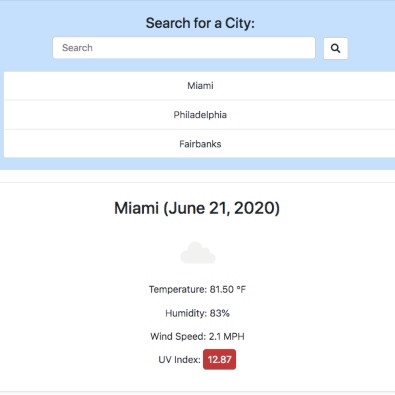 Search for a City:
Search
Miami
Philadelphia
Fairbanks
Miami (June 21, 2020)
Temperature: 81.50 °F
Humidity: 83%
Wind Speed: 2.1 MPH
UV Index: 12.87